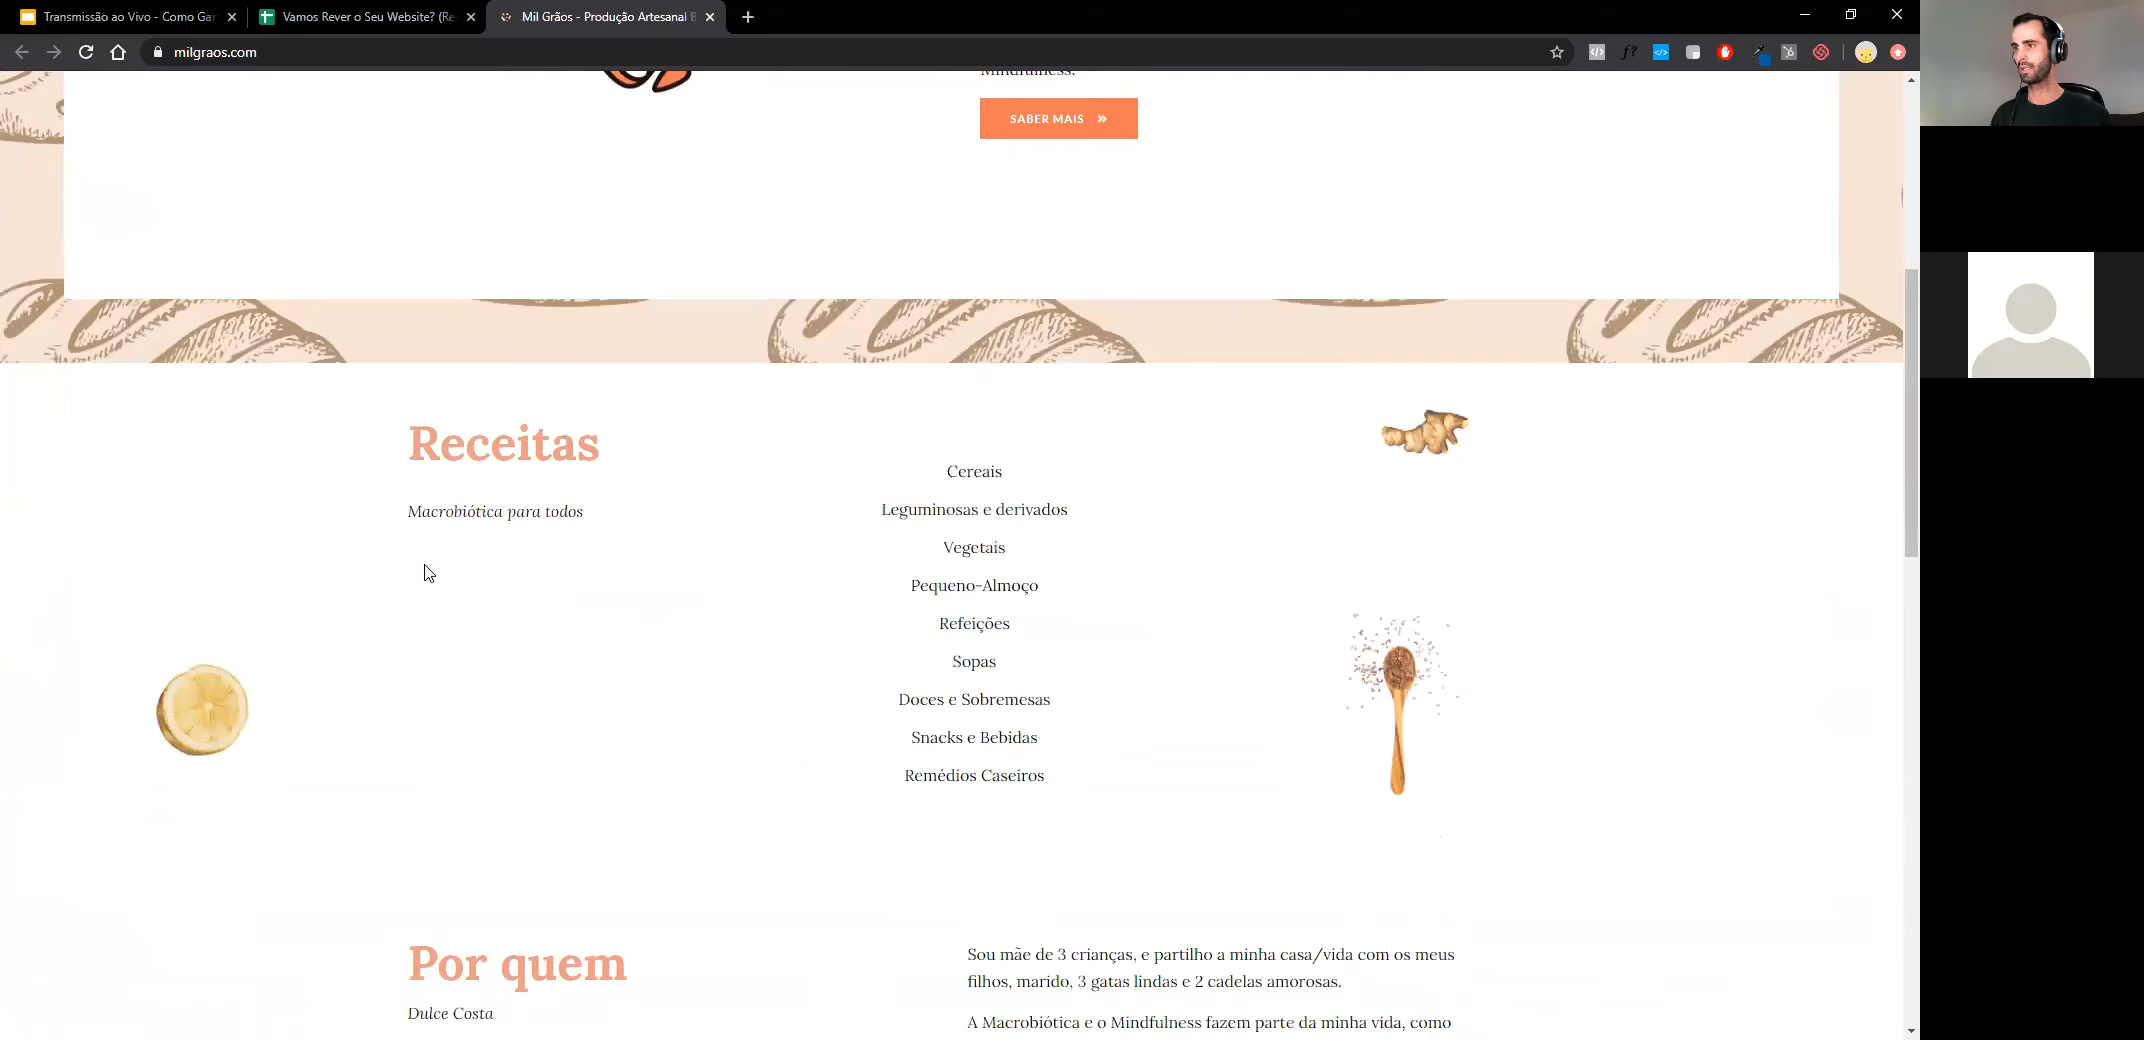 Transmissão ao Vivo - Como Gar
Vamos Rever o Seu Website? (Re
Mil Grãos - Produção Artesanal B
milgraos.com
Mindfulness.
SABER MAIS »
Receitas
Macrobiótica para todos
Cereais
Leguminosas e derivados
Vegetais
Pequeno-Almoço
Refeições
Sopas
Doces e Sobremesas
Snacks e Bebidas
Remédios Caseiros
Por quem
Dulce Costa
Sou mãe de 3 crianças, e partilho a minha casa/vida com os meus
filhos, marido, 3 gatas lindas e 2 cadelas amorosas.
A Macrobiótica e o Mindfulness fazem parte da minha vida, como